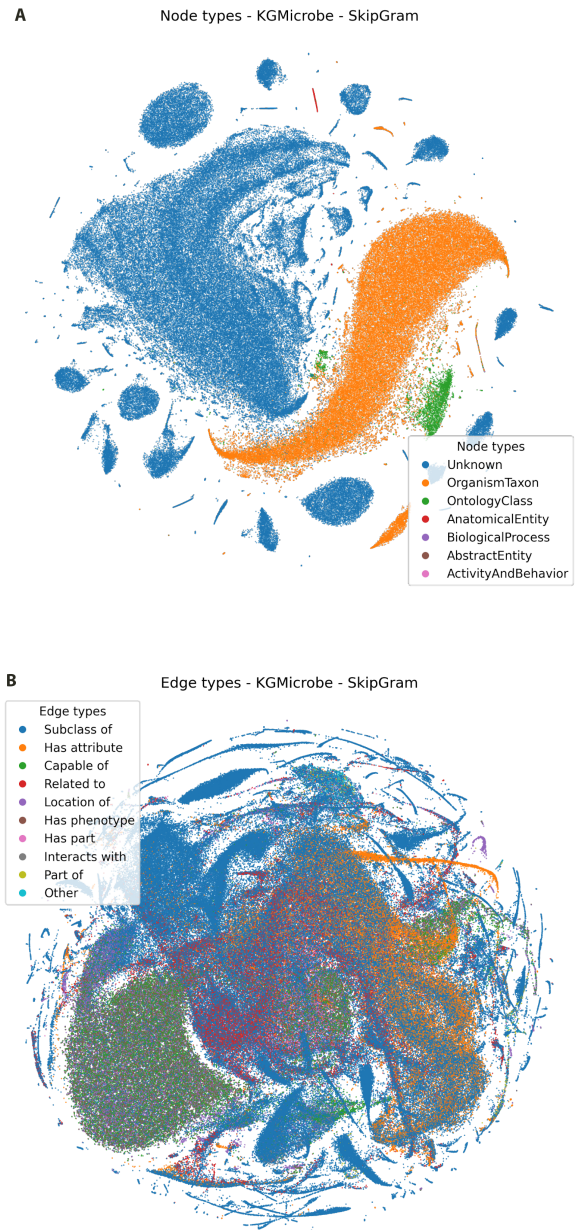 A
Node types - KGMicrobe - SkipGram
Node types
Unknown
OrganismTaxon
OntologyClass
AnatomicalEntity
BiologicalProcess
AbstractEntity
ActivityAndBehavior
B
Edge types - KGMicrobe - SkipGram
Edge types
Subclass of
Has attribute
Capable of
Related to
Location of
Has phenotype
Has part
Interacts with
Part of
Other